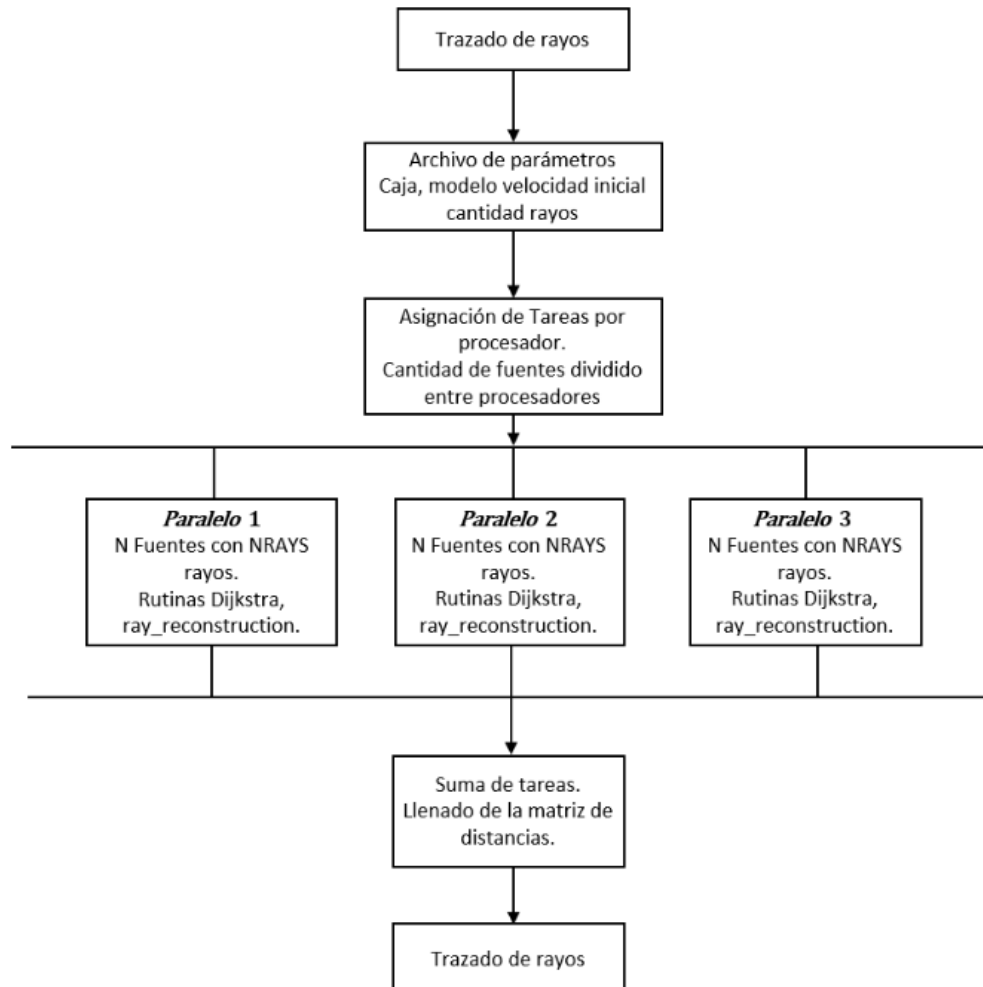 Trazado de rayos
Archivo de parámetros
Caja, modelo velocidad inicial
cantidad rayos
Asignación de Tareas por
procesador.
Cantidad de fuentes dividido
entre procesadores
Paralelo 1
N Fuentes con NRAYS
rayos.
Rutinas Dijkstra,
ray_reconstruction.
Paralelo 2
N Fuentes con NRAYS
rayos.
Rutinas Dijkstra,
ray_reconstruction.
Paralelo 3
N Fuentes con NRAYS
rayos.
Rutinas Dijkstra,
ray_reconstruction.
Suma de tareas.
Llenado de la matriz de
distancias.
Trazado de rayos